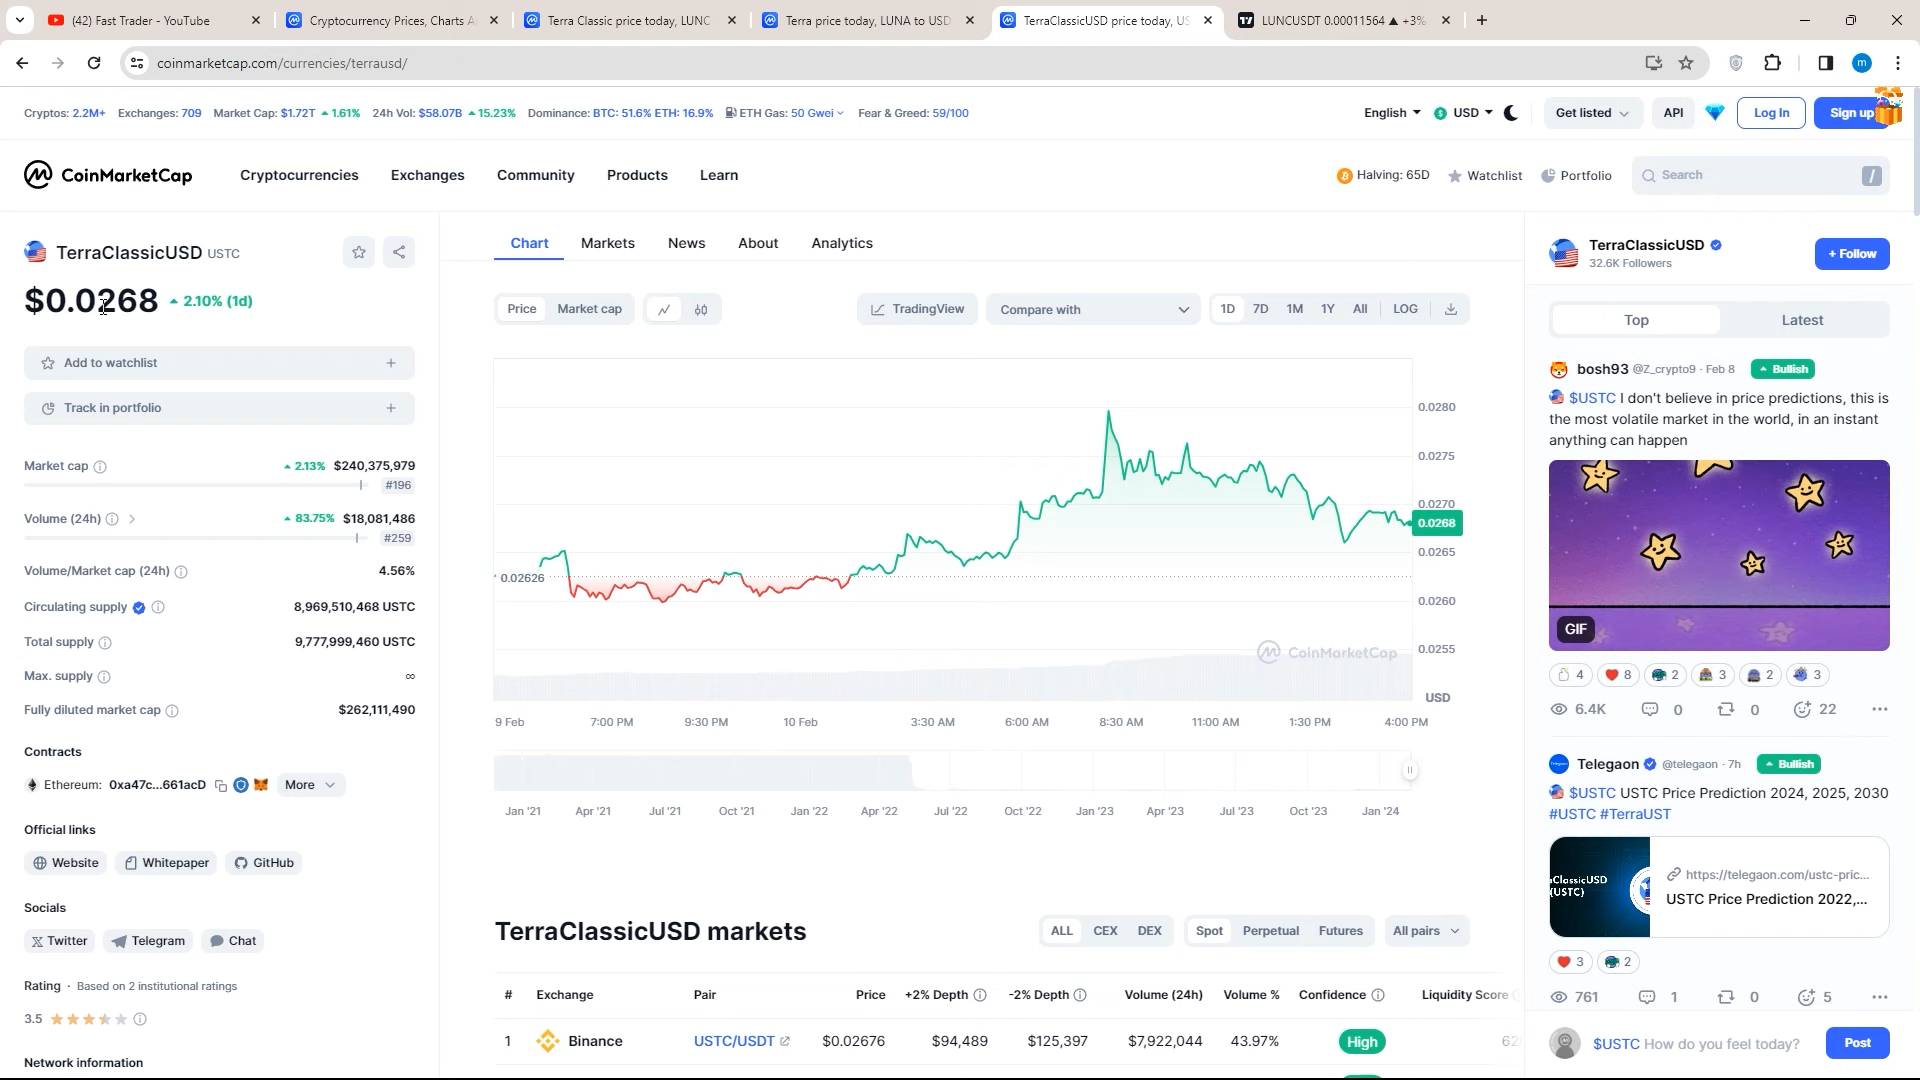 (42) Fast Trader - YouTube
Cryptocurrency Prices, Charts A
Terra Classic price today, LUNC
Terra price today, LUNA to USD
TerraClassicUSD price today, US
LUNCUSDT 0.00011564 ▲ +3%
coinmarketcap.com/currencies/terrausd/
Cryptos: 2.2M+ Exchanges: 709 Market Cap: $1.72T 1.61% 24h Vol: $58.07B 15.23% Dominance: BTC: 51.6% ETH: 16.9% ETH Gas: 50 Gwei Fear & Greed: 59/100
English USD Get listed API Log In Sign up
CoinMarketCap Cryptocurrencies Exchanges Community Products Learn
Halving: 65D Watchlist Portfolio Search /
TerraClassicUSD USTC
$0.0268 2.10% (1d)
Add to watchlist +
Track in portfolio +
Market cap 2.13% $240,375,979
#196
Volume (24h) 83.75% $18,081,486
#259
Volume/Market cap (24h) 4.56%
Circulating supply 8,969,510,468 USTC
Total supply 9,777,999,460 USTC
Max. supply ∞
Fully diluted market cap $262,111,490
Contracts
Ethereum: 0xa47c...661acD More
Official links
Website Whitepaper GitHub
Socials
Twitter Telegram Chat
Rating · Based on 2 institutional ratings
3.5
Network information
Chart Markets News About Analytics
Price Market cap TradingView Compare with 1D 7D 1M 1Y All LOG
0.0280
0.0275
0.0270
0.0268
0.0265
0.02626
0.0260
0.0255
CoinMarketCap
USD
9 Feb 7:00 PM 9:30 PM 10 Feb 3:30 AM 6:00 AM 8:30 AM 11:00 AM 1:30 PM 4:00 PM
Jan '21 Apr '21 Jul '21 Oct '21 Jan '22 Apr '22 Jul '22 Oct '22 Jan '23 Apr '23 Jul '23 Oct '23 Jan '24
TerraClassicUSD markets ALL CEX DEX Spot Perpetual Futures All pairs
# Exchange Pair Price +2% Depth -2% Depth Volume (24h) Volume % Confidence Liquidity Score
1 Binance USTC/USDT $0.02676 $94,489 $125,397 $7,922,044 43.97% High
TerraClassicUSD
32.6K Followers
+ Follow
Top Latest
bosh93 @Z_crypto9 · Feb 8 Bullish
$USTC I don't believe in price predictions, this is
the most volatile market in the world, in an instant
anything can happen
GIF
4 8 2 3 2 3
6.4K 0 0 22
Telegaon @telegaon · 7h Bullish
$USTC USTC Price Prediction 2024, 2025, 2030
#USTC #TerraUST
https://telegaon.com/ustc-pric...
USTC Price Prediction 2022,...
3 2
761 1 0 5
$USTC How do you feel today? Post